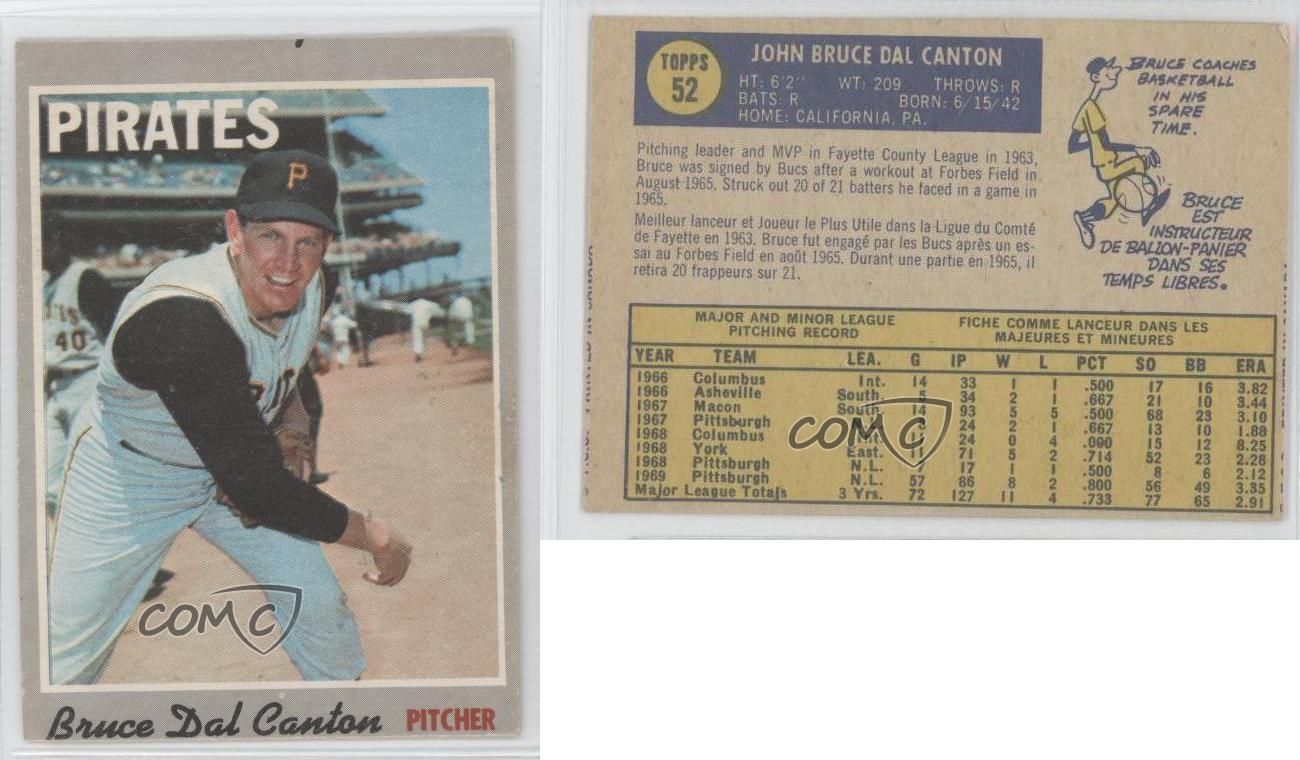 PIRATES
P
40
Bruce Dal Canton PITCHER
COMC
TOPPS
52
JOHN BRUCE DAL CANTON
HT: 6'2" WT: 209 THROWS: R
BATS: R BORN: 6/15/42
HOME: CALIFORNIA, PA.
Pitching leader and MVP in Fayette County League in 1963,
Bruce was signed by Bucs after a workout at Forbes Field in
August 1965. Struck out 20 of 21 batters he faced in a game in
1965.
Meilleur lanceur et Joueur le Plus Utile dans la Ligue du Comté
de Fayette en 1963. Bruce fut engagé par les Bucs après un es-
sai au Forbes Field en août 1965. Durant une partie en 1965, il
retira 20 frappeurs sur 21.
BRUCE COACHES
BASKETBALL
IN HIS
SPARE
TIME.
BRUCE
EST
INSTRUCTEUR
DE BALLON-PANIER
DANS SES
TEMPS LIBRES.
MAJOR AND MINOR LEAGUE
PITCHING RECORD
FICHE COMME LANCEUR DANS LES
MAJEURES ET MINEURES
YEAR TEAM LEA. G IP W L PCT SO BB ERA
1966 Columbus Int. 14 33 1 1 .500 17 16 3.82
1966 Asheville South. 5 34 2 1 .667 21 10 3.44
1967 Macon South. 14 93 5 5 .500 68 23 3.10
1967 Pittsburgh 24 2 1 .667 13 10 1.88
1968 Columbus Int. 24 0 4 .000 15 12 8.25
1968 York East. 11 71 5 2 .714 52 23 2.28
1968 Pittsburgh N.L. 17 1 1 .500 8 6 2.12
1969 Pittsburgh N.L. 57 86 8 2 .800 56 49 3.35
Major League Totals 3 Yrs. 72 127 11 4 .733 77 65 2.91
COMC